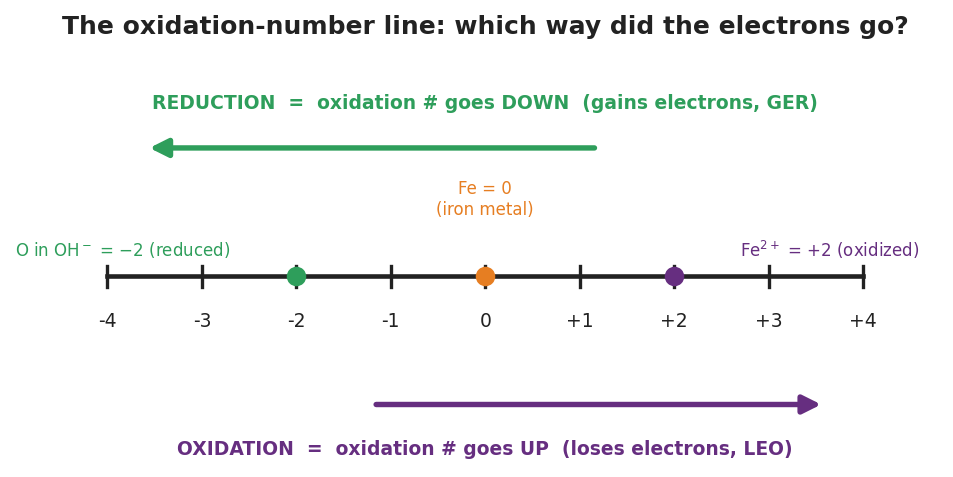 The oxidation-number line: which way did the electrons go?
REDUCTION = oxidation # goes DOWN (gains electrons, GER)
Fe = 0
(iron metal)
O in OH⁻ = −2 (reduced)
Fe²⁺ = +2 (oxidized)
-4 -3 -2 -1 0 +1 +2 +3 +4
OXIDATION = oxidation # goes UP (loses electrons, LEO)